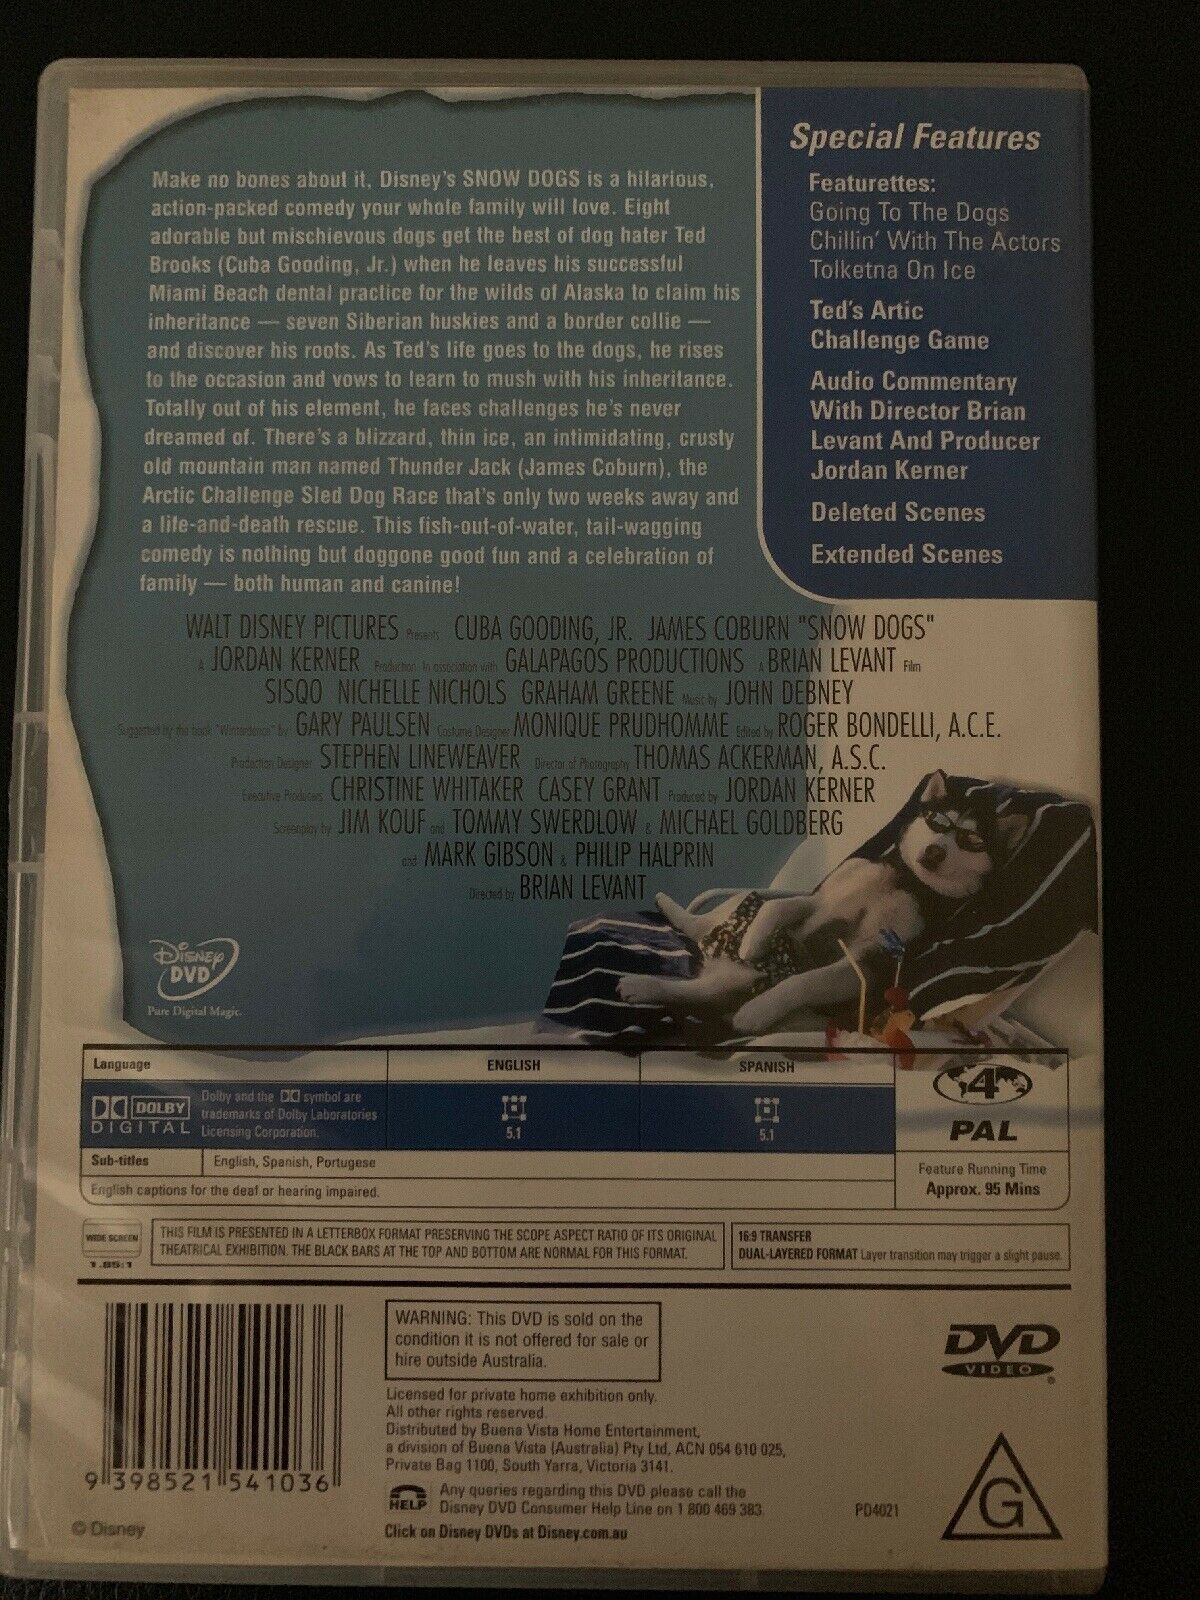 Make no bones about it, Disney's SNOW DOGS is a hilarious,
action-packed comedy your whole family will love. Eight
adorable but mischievous dogs get the best of dog hater Ted
Brooks (Cuba Gooding, Jr.) when he leaves his successful
Miami Beach dental practice for the wilds of Alaska to claim his
inheritance — seven Siberian huskies and a border collie —
and discover his roots. As Ted's life goes to the dogs, he rises
to the occasion and vows to learn to mush with his inheritance.
Totally out of his element, he faces challenges he's never
dreamed of. There's a blizzard, thin ice, an intimidating, crusty
old mountain man named Thunder Jack (James Coburn), the
Arctic Challenge Sled Dog Race that's only two weeks away and
a life-and-death rescue. This fish-out-of-water, tail-wagging
comedy is nothing but doggone good fun and a celebration of
family — both human and canine!
Special Features
Featurettes:
Going To The Dogs
Chillin' With The Actors
Tolketna On Ice
Ted's Artic
Challenge Game
Audio Commentary
With Director Brian
Levant And Producer
Jordan Kerner
Deleted Scenes
Extended Scenes
WALT DISNEY PICTURES Presents CUBA GOODING, JR. JAMES COBURN "SNOW DOGS"
A JORDAN KERNER Production In association with GALAPAGOS PRODUCTIONS A BRIAN LEVANT Film
SISQO NICHELLE NICHOLS GRAHAM GREENE Music by JOHN DEBNEY
Suggested by the book "Winterdance" by GARY PAULSEN Costume Designer MONIQUE PRUDHOMME Edited by ROGER BONDELLI, A.C.E.
Production Designer STEPHEN LINEWEAVER Director of Photography THOMAS ACKERMAN, A.S.C.
Executive Producers CHRISTINE WHITAKER CASEY GRANT Produced by JORDAN KERNER
Screenplay by JIM KOUF and TOMMY SWERDLOW & MICHAEL GOLDBERG
and MARK GIBSON & PHILIP HALPRIN
Directed by BRIAN LEVANT
Disney
DVD
Pure Digital Magic.
Language ENGLISH SPANISH
DOLBY
DIGITAL
Dolby and the symbol are
trademarks of Dolby Laboratories
Licensing Corporation.
5.1 5.1
Sub-titles English, Spanish, Portugese
English captions for the deaf or hearing impaired.
4
PAL
Feature Running Time
Approx. 95 Mins
WIDE SCREEN
1.85:1
THIS FILM IS PRESENTED IN A LETTERBOX FORMAT PRESERVING THE SCOPE ASPECT RATIO OF ITS ORIGINAL
THEATRICAL EXHIBITION. THE BLACK BARS AT THE TOP AND BOTTOM ARE NORMAL FOR THIS FORMAT.
16:9 TRANSFER
DUAL-LAYERED FORMAT Layer transition may trigger a slight pause.
9 398521 541036
© Disney
WARNING: This DVD is sold on the
condition it is not offered for sale or
hire outside Australia.
Licensed for private home exhibition only.
All other rights reserved.
Distributed by Buena Vista Home Entertainment,
a division of Buena Vista (Australia) Pty Ltd, ACN 054 610 025,
Private Bag 1100, South Yarra, Victoria 3141.
HELP
Any queries regarding this DVD please call the
Disney DVD Consumer Help Line on 1 800 469 383.
Click on Disney DVDs at Disney.com.au
PD4021
DVD
VIDEO
G